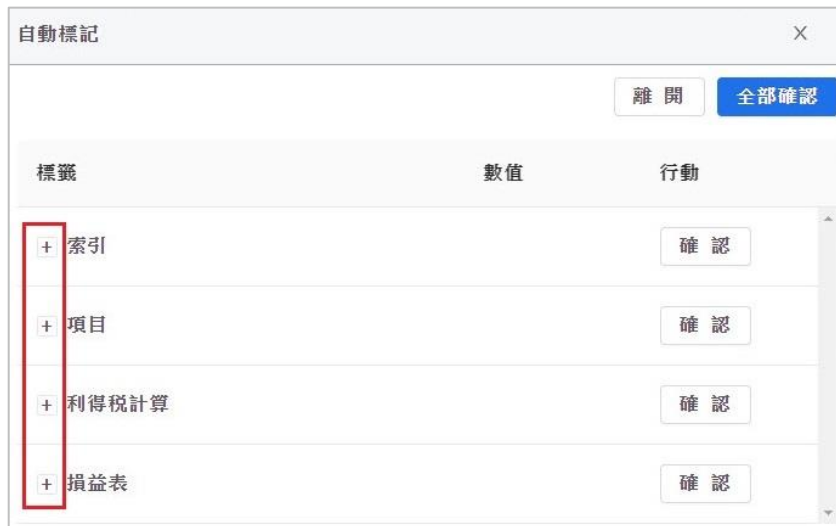 自動標記
離 開 全部確認
標籤 數值 行動
索引 確 認
項目 確 認
利得税計算 確 認
損益表 確 認